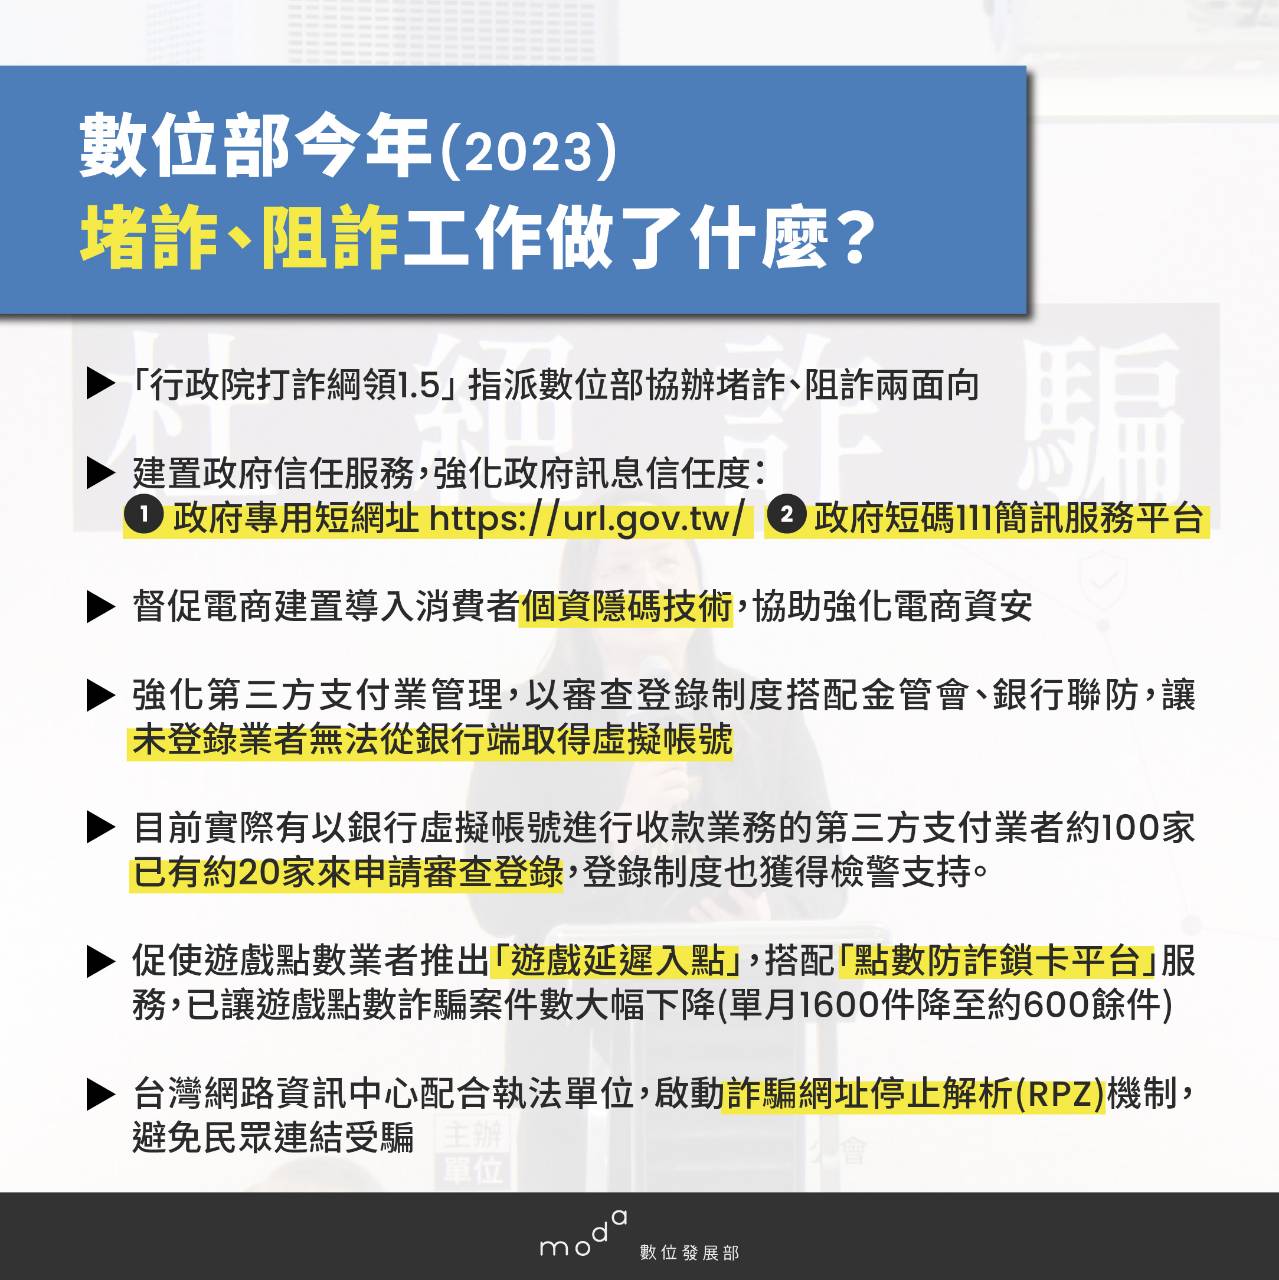 數位部今年(2023)
堵詐、阻詐工作做了什麼？
杜絕詐騙
▶「行政院打詐綱領1.5」指派數位部協辦堵詐、阻詐兩面向
▶ 建置政府信任服務，強化政府訊息信任度：
1 政府專用短網址 https://url.gov.tw/ 2 政府短碼111簡訊服務平台
▶ 督促電商建置導入消費者個資隱碼技術，協助強化電商資安
▶ 強化第三方支付業管理，以審查登錄制度搭配金管會、銀行聯防，讓
未登錄業者無法從銀行端取得虛擬帳號
▶ 目前實際有以銀行虛擬帳號進行收款業務的第三方支付業者約100家
已有約20家來申請審查登錄，登錄制度也獲得檢警支持。
▶ 促使遊戲點數業者推出「遊戲延遲入點」，搭配「點數防詐鎖卡平台」服
務，已讓遊戲點數詐騙案件數大幅下降(單月1600件降至約600餘件)
▶ 台灣網路資訊中心配合執法單位，啟動詐騙網址停止解析(RPZ)機制，
避免民眾連結受騙
主辦
單位
會
moda 數位發展部